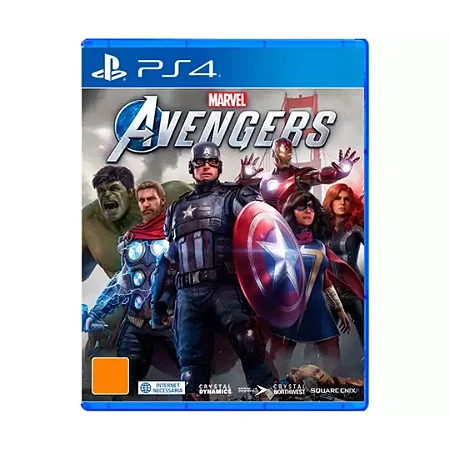 PS4
MARVEL
AVENGERS
INTERNET
NECESSÁRIA
CRYSTAL
DYNAMICS
CRYSTAL
NORTHWEST
SQUARE ENIX